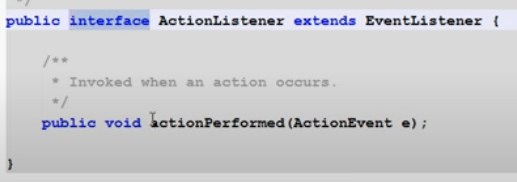 */
public interface ActionListener extends EventListener {
/**
* Invoked when an action occurs.
*/
public void actionPerformed(ActionEvent e);
}